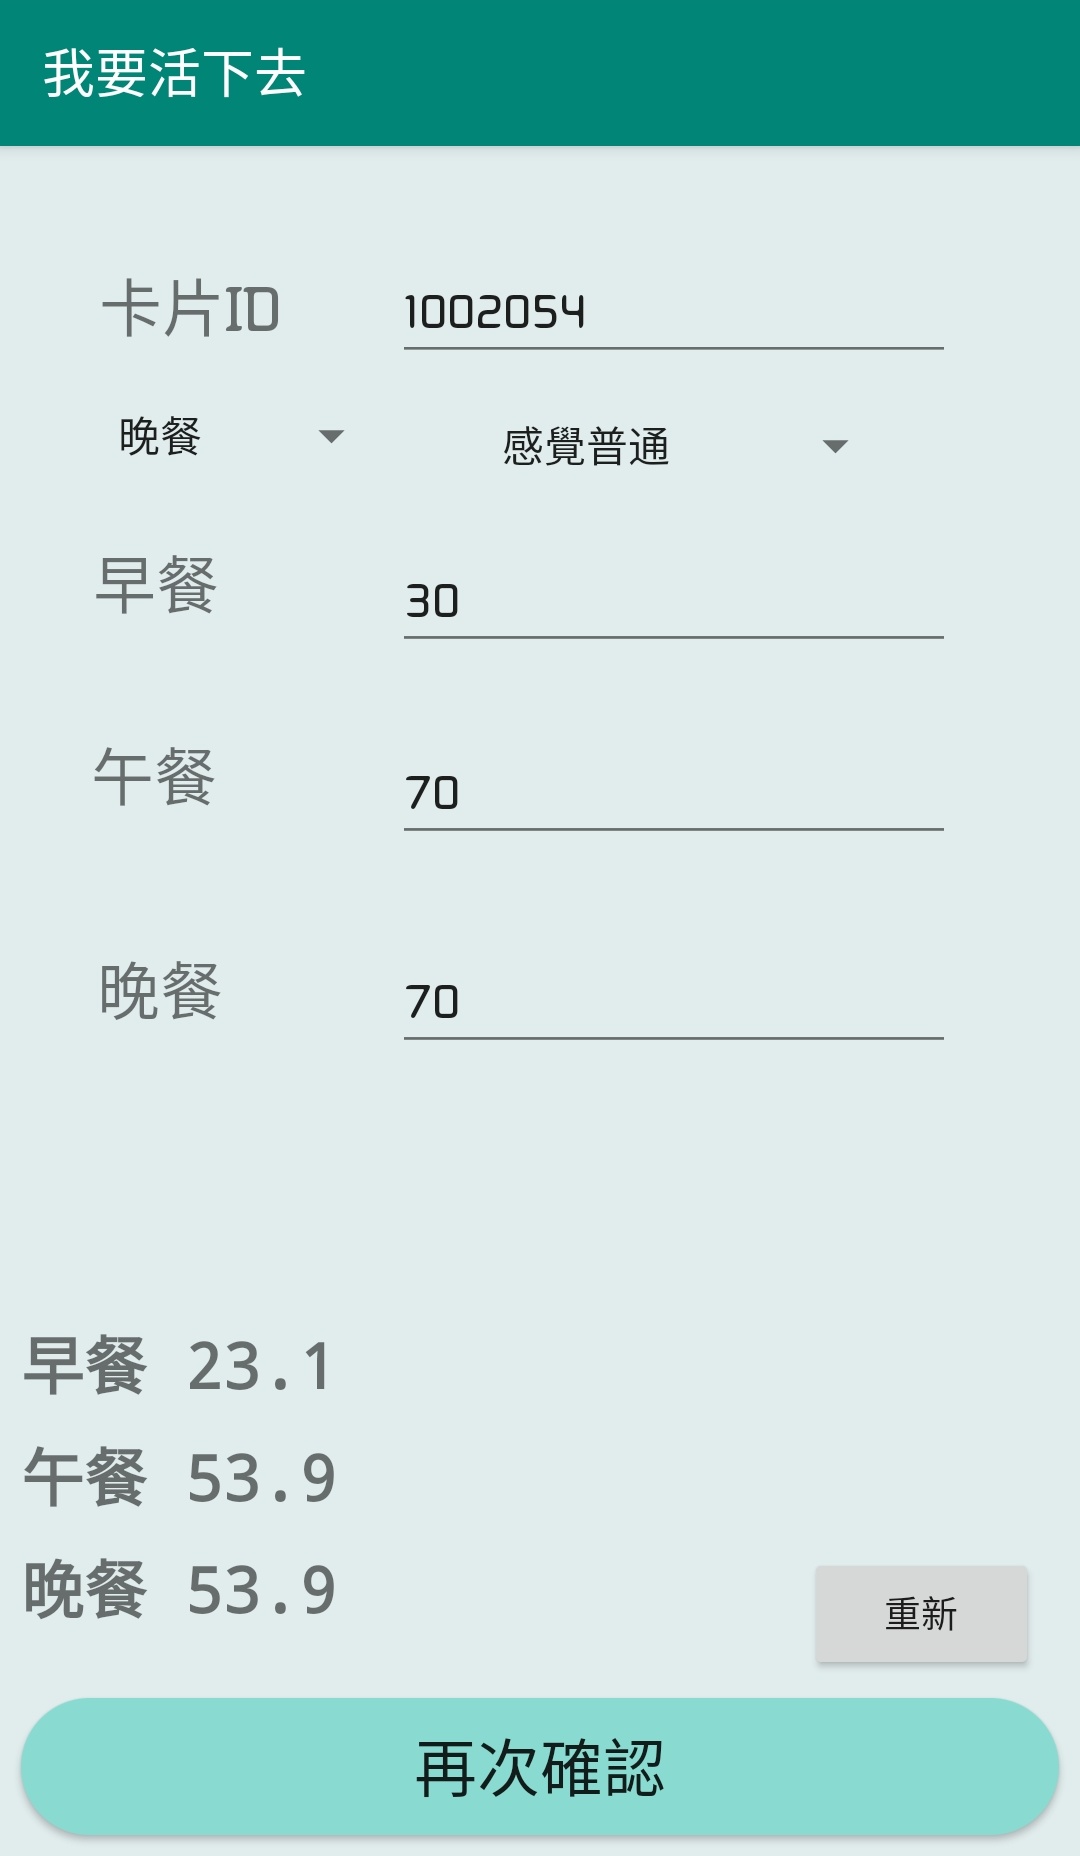 我要活下去
卡片ID 1002054
晚餐 感覺普通
早餐 30
午餐 70
晚餐 70
早餐 23.1
午餐 53.9
晚餐 53.9
重新
再次確認